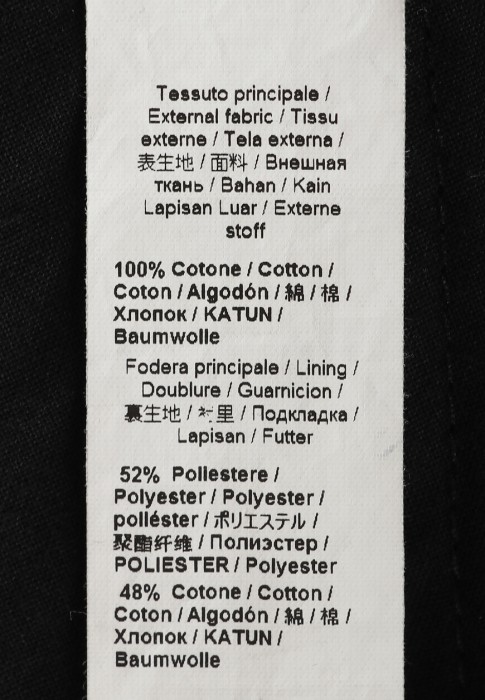 Tessuto principale /
External fabric / Tissu
externe / Tela externa /
表生地 / 面料 / Внешная
ткань / Bahan / Kain
Lapisan Luar / Externe
stoff
100% Cotone / Cotton /
Coton / Algodón / 綿 / 棉 /
Хлопок / KATUN /
Baumwolle
Fodera principale / Lining /
Doublure / Guarnicion /
裏生地 / 衬里 / Подкладка /
Lapisan / Futter
52% Poliestere /
Polyester / Polyester /
poliéster / ポリエステル /
聚酯纤维 / Полиэстер /
POLIESTER / Polyester
48% Cotone / Cotton /
Coton / Algodón / 綿 / 棉 /
Хлопок / KATUN /
Baumwolle